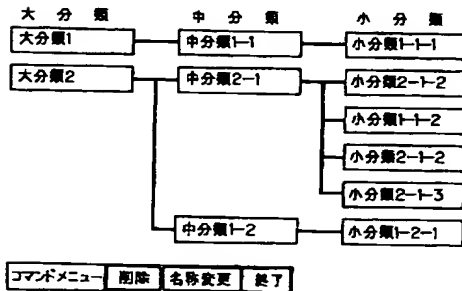 大分類 中分類 小分類
大分類1 中分類1-1 小分類1-1-1
大分類2 中分類2-1 小分類2-1-2
小分類1-1-2
小分類2-1-2
小分類2-1-3
中分類1-2 小分類1-2-1
コマンドメニュー 削除 名称変更 終了